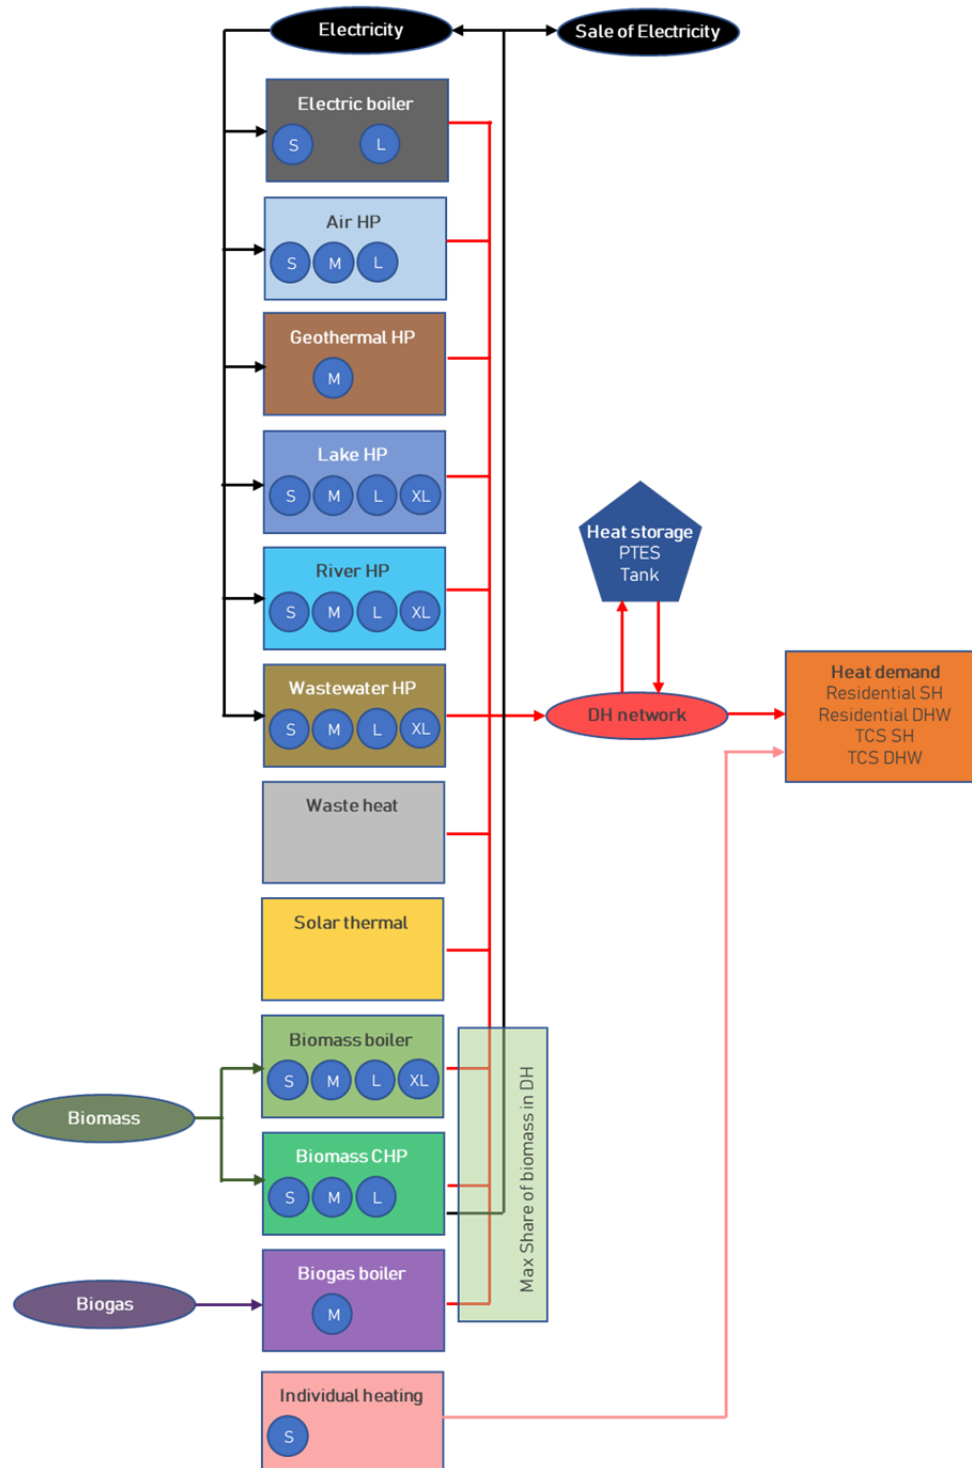 Electricity
Sale of Electricity
Electric boiler
S L
Air HP
S M L
Geothermal HP
M
Lake HP
S M L XL
River HP
S M L XL
Wastewater HP
S M L XL
Heat storage
PTES
Tank
DH network
Heat demand
Residential SH
Residential DHW
TCS SH
TCS DHW
Waste heat
Solar thermal
Biomass boiler
S M L XL
Biomass
Biomass CHP
S M L
Max Share of biomass in DH
Biogas boiler
M
Biogas
Individual heating
S